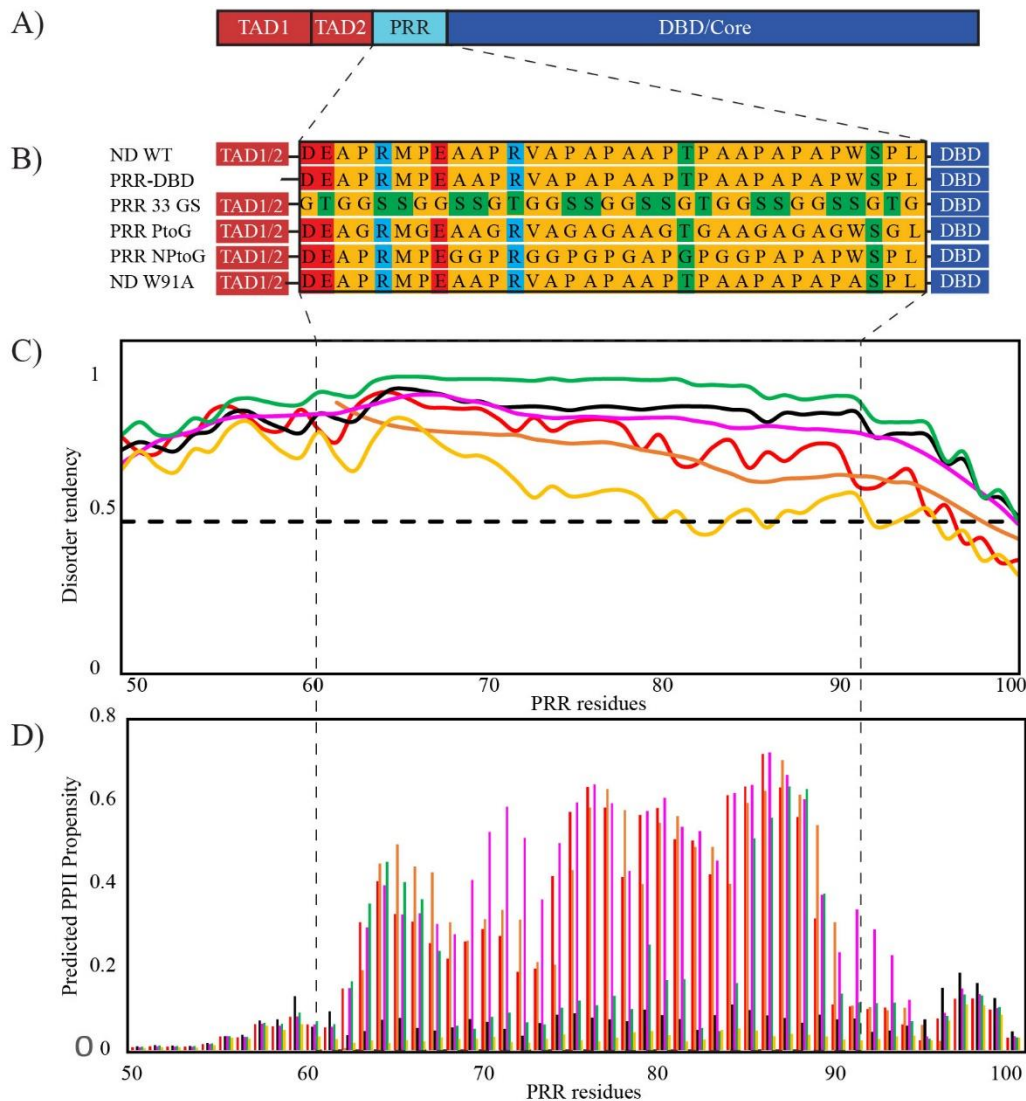 A)
TAD1 TAD2 PRR DBD/Core
B)
ND WT TAD1/2 D E A P R M P E A A P R V A P A P A A P T P A A P A P A P W S P L DBD
PRR-DBD D E A P R M P E A A P R V A P A P A A P T P A A P A P A P W S P L DBD
PRR 33 GS TAD1/2 G T G G S S G G S S G T G G S S G G S S G T G G S S G G S S G T G DBD
PRR PtoG TAD1/2 D E A G R M G E A A G R V A G A G A A G T G A A G A G A G W S G L DBD
PRR NPtoG TAD1/2 D E A P R M P E G G P R G G P G P G A P G P G G P A P A P W S P L DBD
ND W91A TAD1/2 D E A P R M P E A A P R V A P A P A A P T P A A P A P A P A S P L DBD
C)
Disorder tendency
1
0.5
0
50 60 70 80 90 100
PRR residues
D)
Predicted PPII Propensity
0.8
0.6
0.4
0.2
0 0
50 60 70 80 90 100
PRR residues